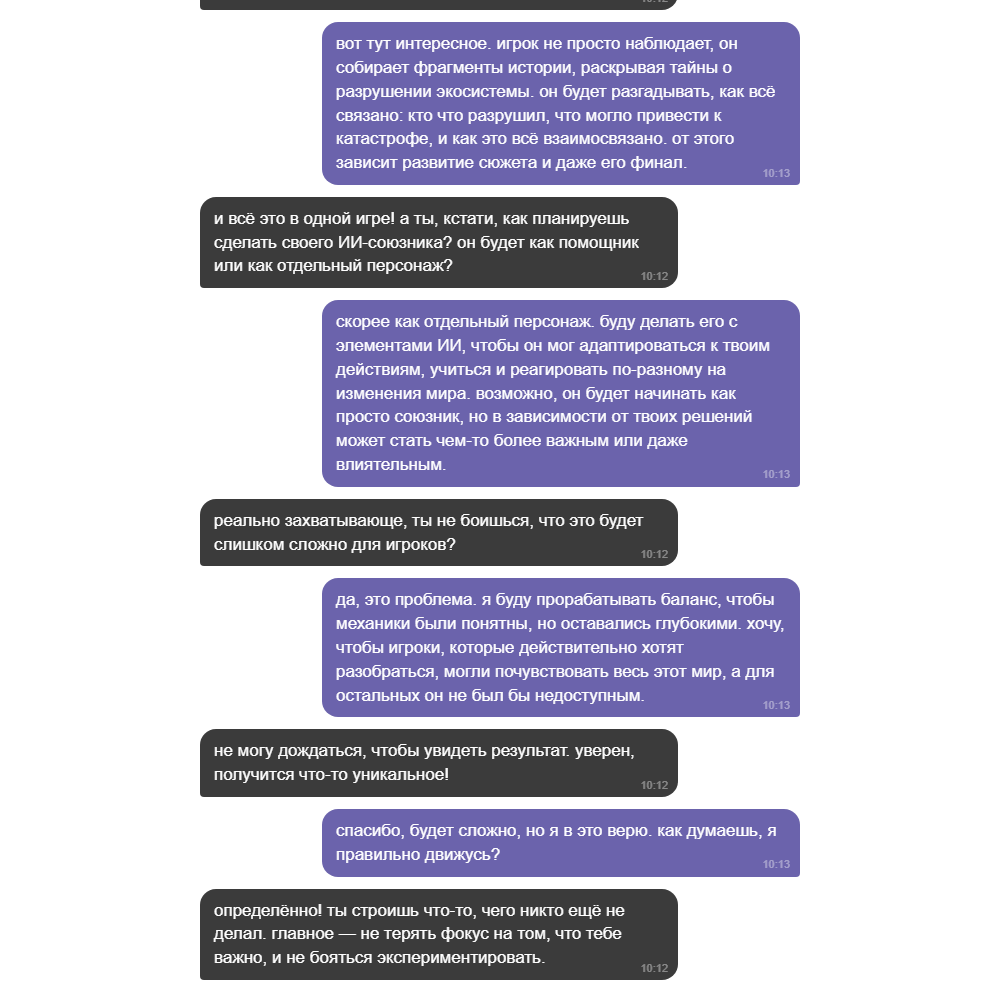 10:12
вот тут интересное. игрок не просто наблюдает, он
собирает фрагменты истории, раскрывая тайны о
разрушении экосистемы. он будет разгадывать, как всё
связано: кто что разрушил, что могло привести к
катастрофе, и как это всё взаимосвязано. от этого
зависит развитие сюжета и даже его финал.
10:13
и всё это в одной игре! а ты, кстати, как планируешь
сделать своего ИИ-союзника? он будет как помощник
или как отдельный персонаж?
10:12
скорее как отдельный персонаж. буду делать его с
элементами ИИ, чтобы он мог адаптироваться к твоим
действиям, учиться и реагировать по-разному на
изменения мира. возможно, он будет начинать как
просто союзник, но в зависимости от твоих решений
может стать чем-то более важным или даже
влиятельным.
10:13
реально захватывающе, ты не боишься, что это будет
слишком сложно для игроков?
10:12
да, это проблема. я буду прорабатывать баланс, чтобы
механики были понятны, но оставались глубокими. хочу,
чтобы игроки, которые действительно хотят
разобраться, могли почувствовать весь этот мир, а для
остальных он не был бы недоступным.
10:13
не могу дождаться, чтобы увидеть результат. уверен,
получится что-то уникальное!
10:12
спасибо, будет сложно, но я в это верю. как думаешь, я
правильно движусь?
10:13
определённо! ты строишь что-то, чего никто ещё не
делал. главное — не терять фокус на том, что тебе
важно, и не бояться экспериментировать.
10:12